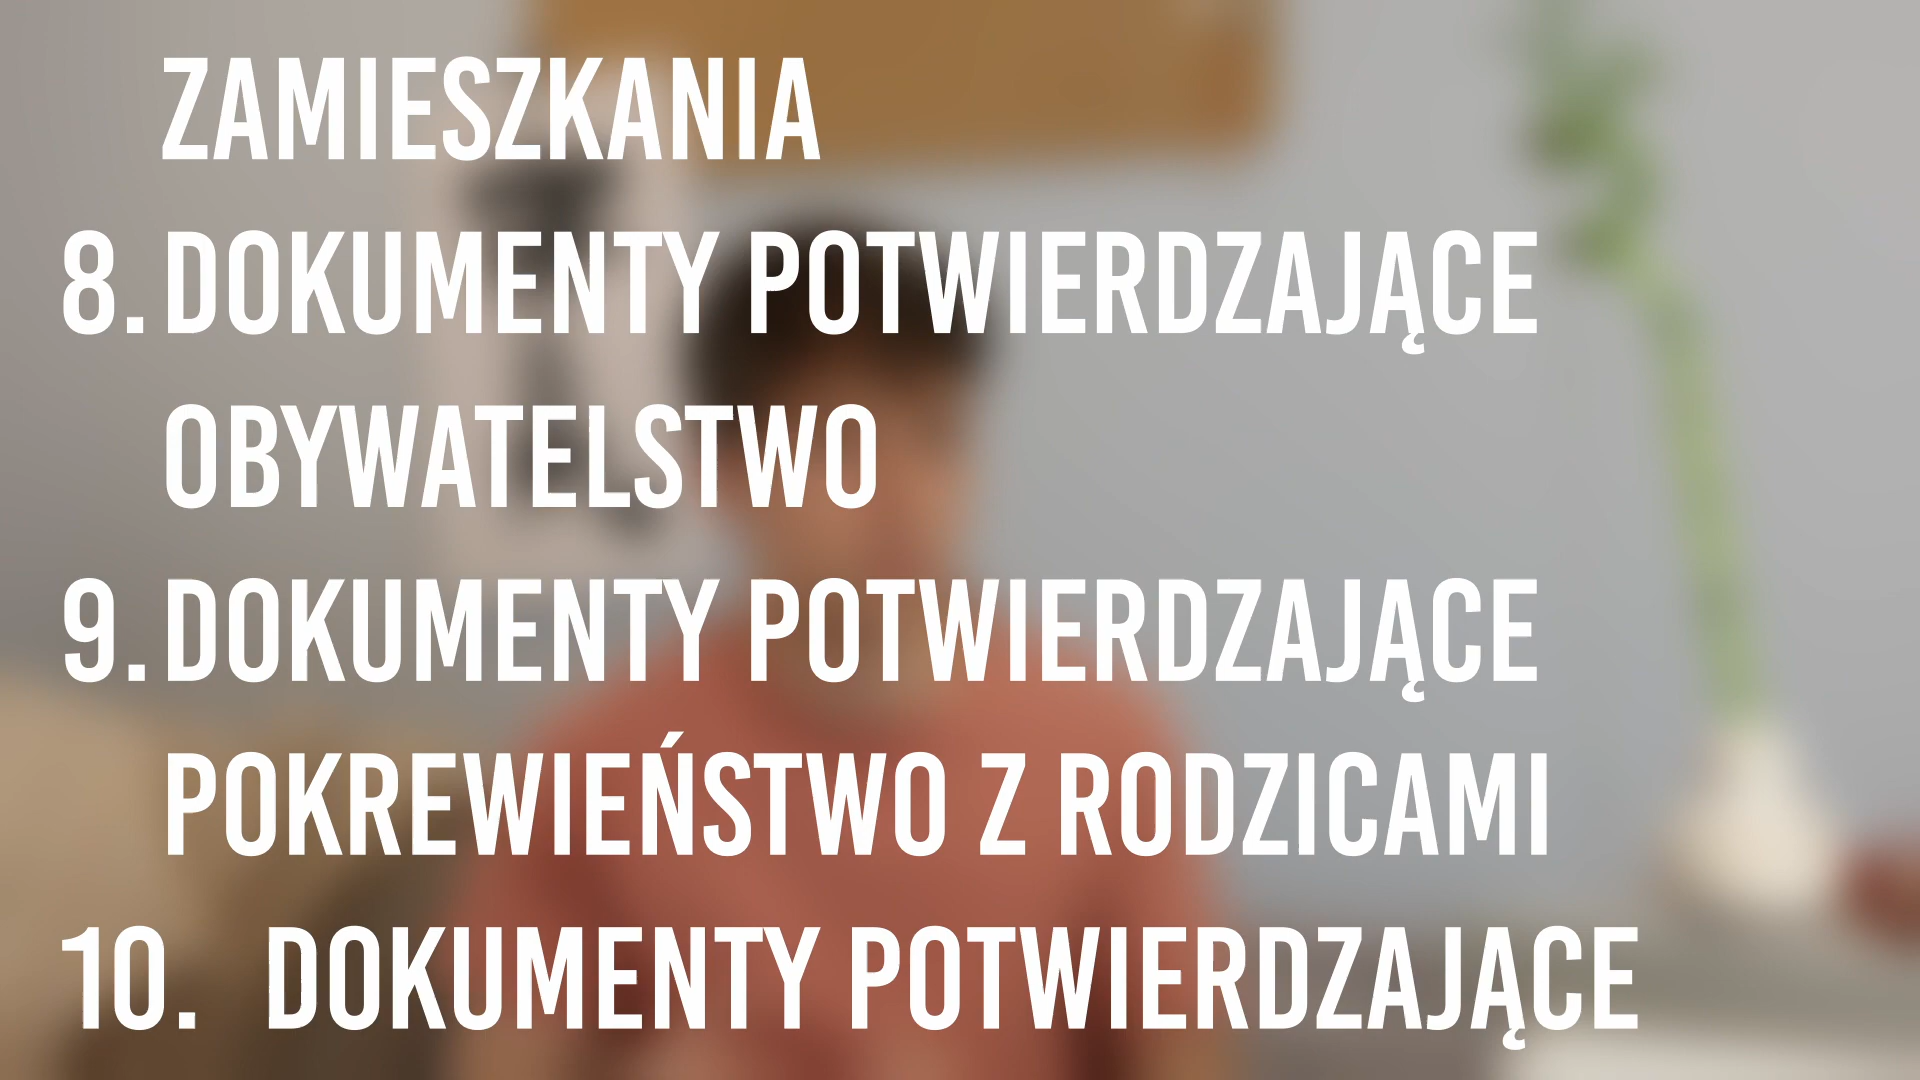 ZAMIESZKANIA
8. DOKUMENTY POTWIERDZAJĄCE
OBYWATELSTWO
9. DOKUMENTY POTWIERDZAJĄCE
POKREWIEŃSTWO Z RODZICAMI
10. DOKUMENTY POTWIERDZAJĄCE